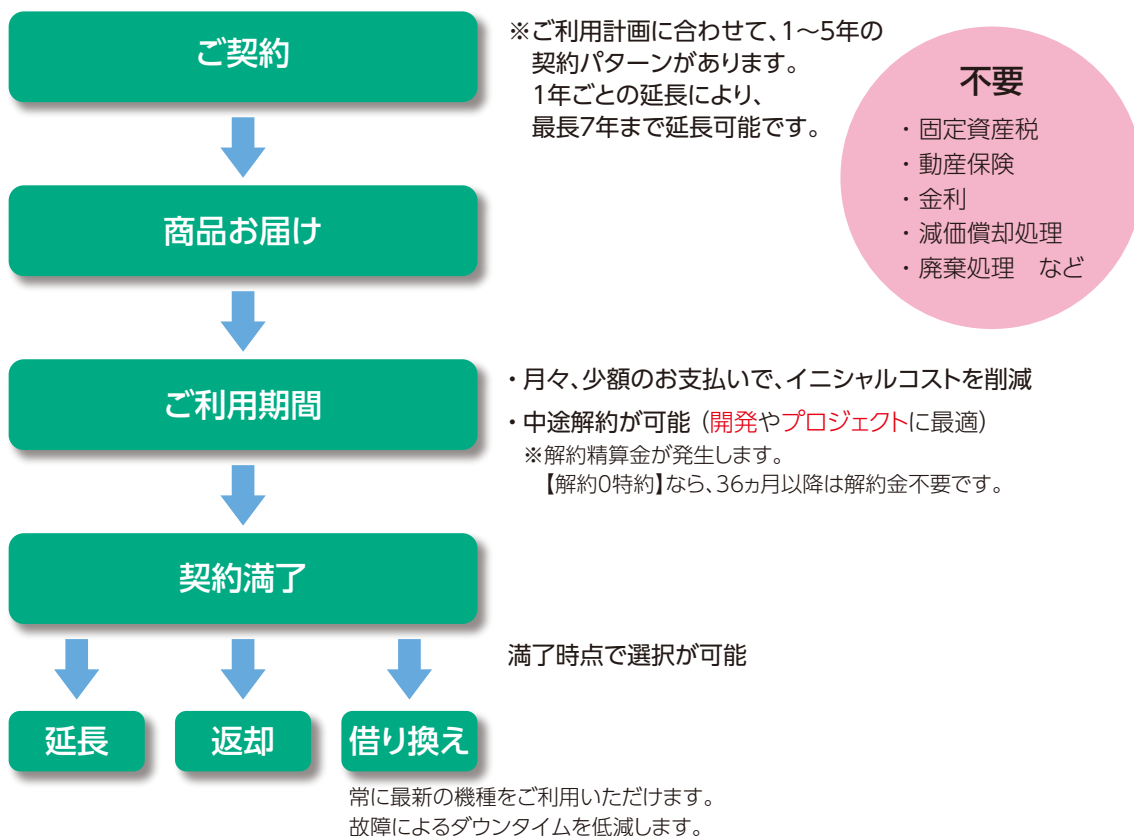 ご契約
※ご利用計画に合わせて、1～5年の
契約パターンがあります。
1年ごとの延長により、
最長7年まで延長可能です。
不要
・固定資産税
・動産保険
・金利
・減価償却処理
・廃棄処理　など
商品お届け
ご利用期間
・月々、少額のお支払いで、イニシャルコストを削減
・中途解約が可能（開発やプロジェクトに最適）
※解約精算金が発生します。
【解約0特約】なら、36ヵ月以降は解約金不要です。
契約満了
満了時点で選択が可能
延長
返却
借り換え
常に最新の機種をご利用いただけます。
故障によるダウンタイムを低減します。